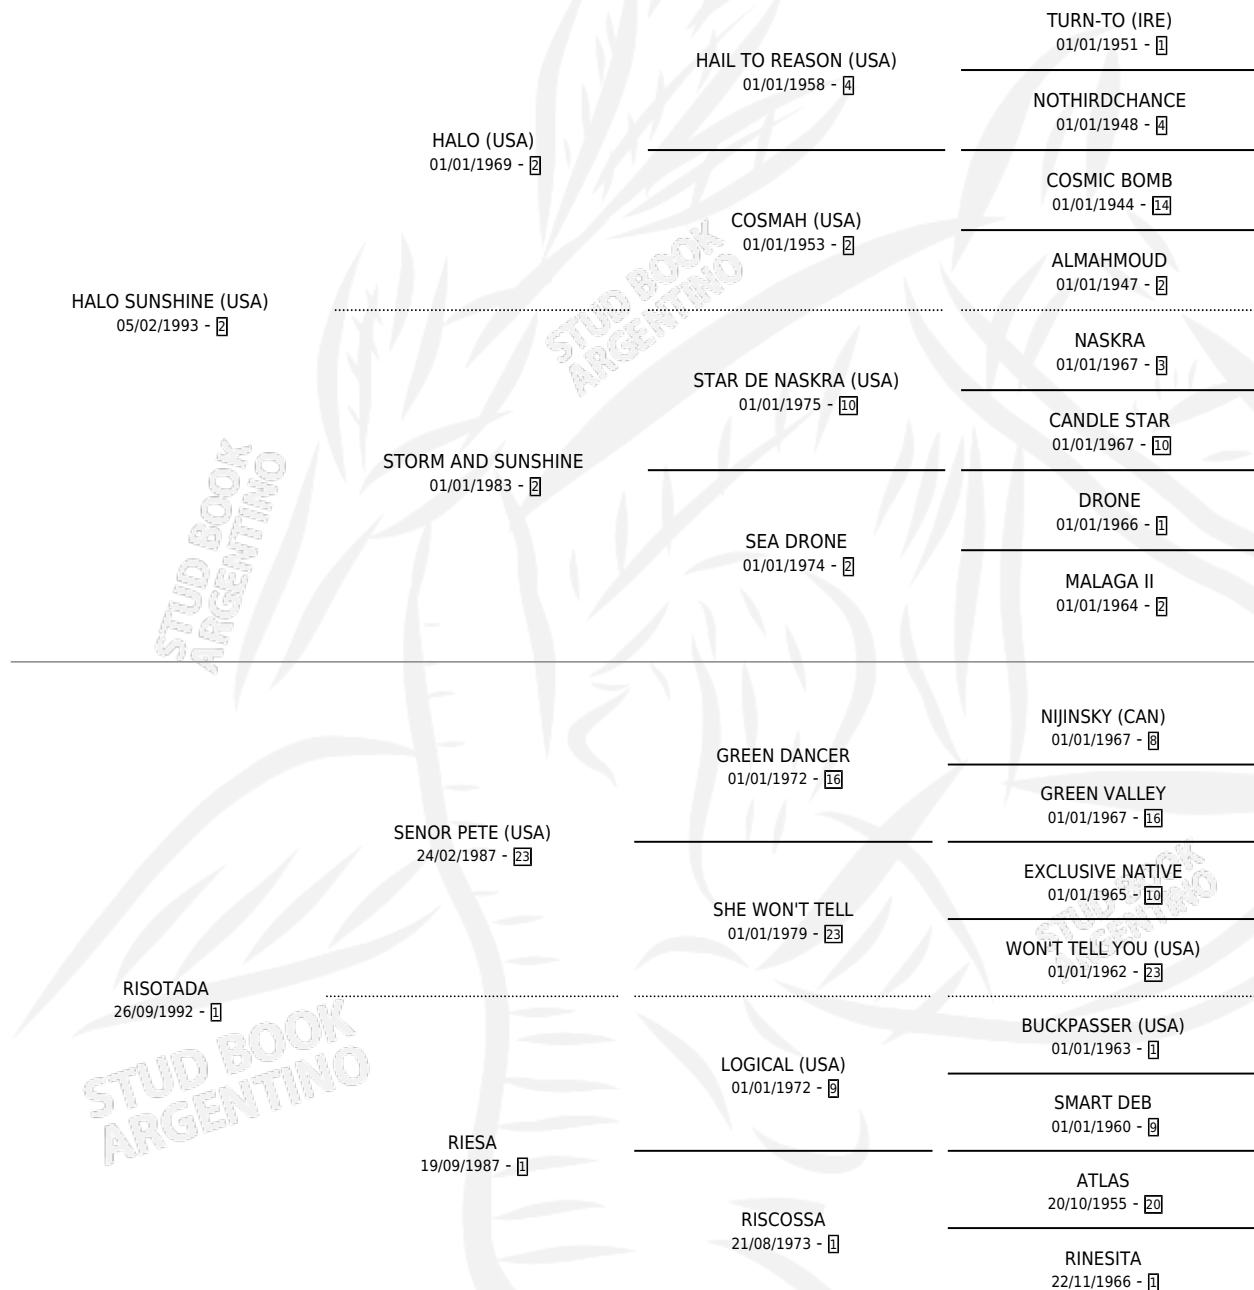 TURN-TO (IRE)
01/01/1951 - 1
HAIL TO REASON (USA)
01/01/1958 - 4
NOTHIRDCHANCE
01/01/1948 - 4
HALO (USA)
01/01/1969 - 2
COSMIC BOMB
01/01/1944 - 14
COSMAH (USA)
01/01/1953 - 2
ALMAHMOUD
01/01/1947 - 2
HALO SUNSHINE (USA)
05/02/1993 - 2
STUD BOOK
ARGENTINO
NASKRA
01/01/1967 - 3
STAR DE NASKRA (USA)
01/01/1975 - 10
CANDLE STAR
01/01/1967 - 10
STORM AND SUNSHINE
01/01/1983 - 2
DRONE
01/01/1966 - 1
SEA DRONE
01/01/1974 - 2
MALAGA II
01/01/1964 - 2
STUD BOOK
ARGENTINO
NIJINSKY (CAN)
01/01/1967 - 8
GREEN DANCER
01/01/1972 - 16
GREEN VALLEY
01/01/1967 - 16
SENOR PETE (USA)
24/02/1987 - 23
EXCLUSIVE NATIVE
01/01/1965 - 10
SHE WON'T TELL
01/01/1979 - 23
STUD BOOK
ARGENTINO
WON'T TELL YOU (USA)
01/01/1962 - 23
RISOTADA
26/09/1992 - 1
STUD BOOK
ARGENTINO
BUCKPASSER (USA)
01/01/1963 - 1
LOGICAL (USA)
01/01/1972 - 9
SMART DEB
01/01/1960 - 9
RIESA
19/09/1987 - 1
ATLAS
20/10/1955 - 20
RISCOSSA
21/08/1973 - 1
RINESITA
22/11/1966 - 1